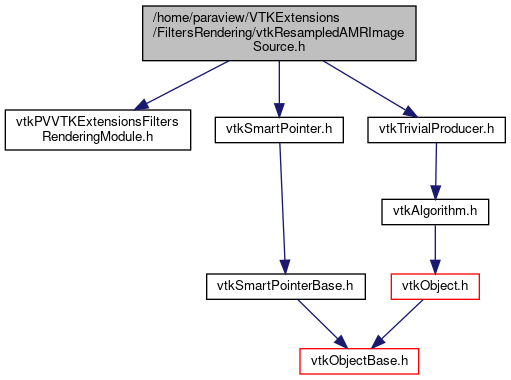 /home/paraview/VTKExtensions
/FiltersRendering/vtkResampledAMRImage
Source.h
vtkPVVTKExtensionsFilters
RenderingModule.h
vtkSmartPointer.h
vtkTrivialProducer.h
vtkAlgorithm.h
vtkSmartPointerBase.h
vtkObject.h
vtkObjectBase.h